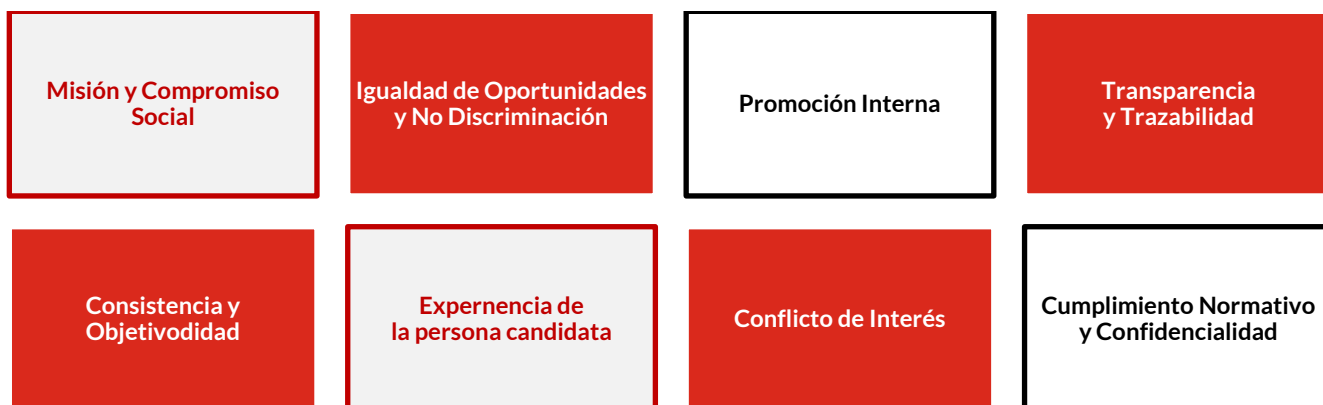 Misión y Compromiso
Social
Igualdad de Oportunidades
y No Discriminación
Promoción Interna
Transparencia
y Trazabilidad
Consistencia y
Objetivodidad
Expernencia de
la persona candidata
Conflicto de Interés
Cumplimiento Normativo
y Confidencialidad